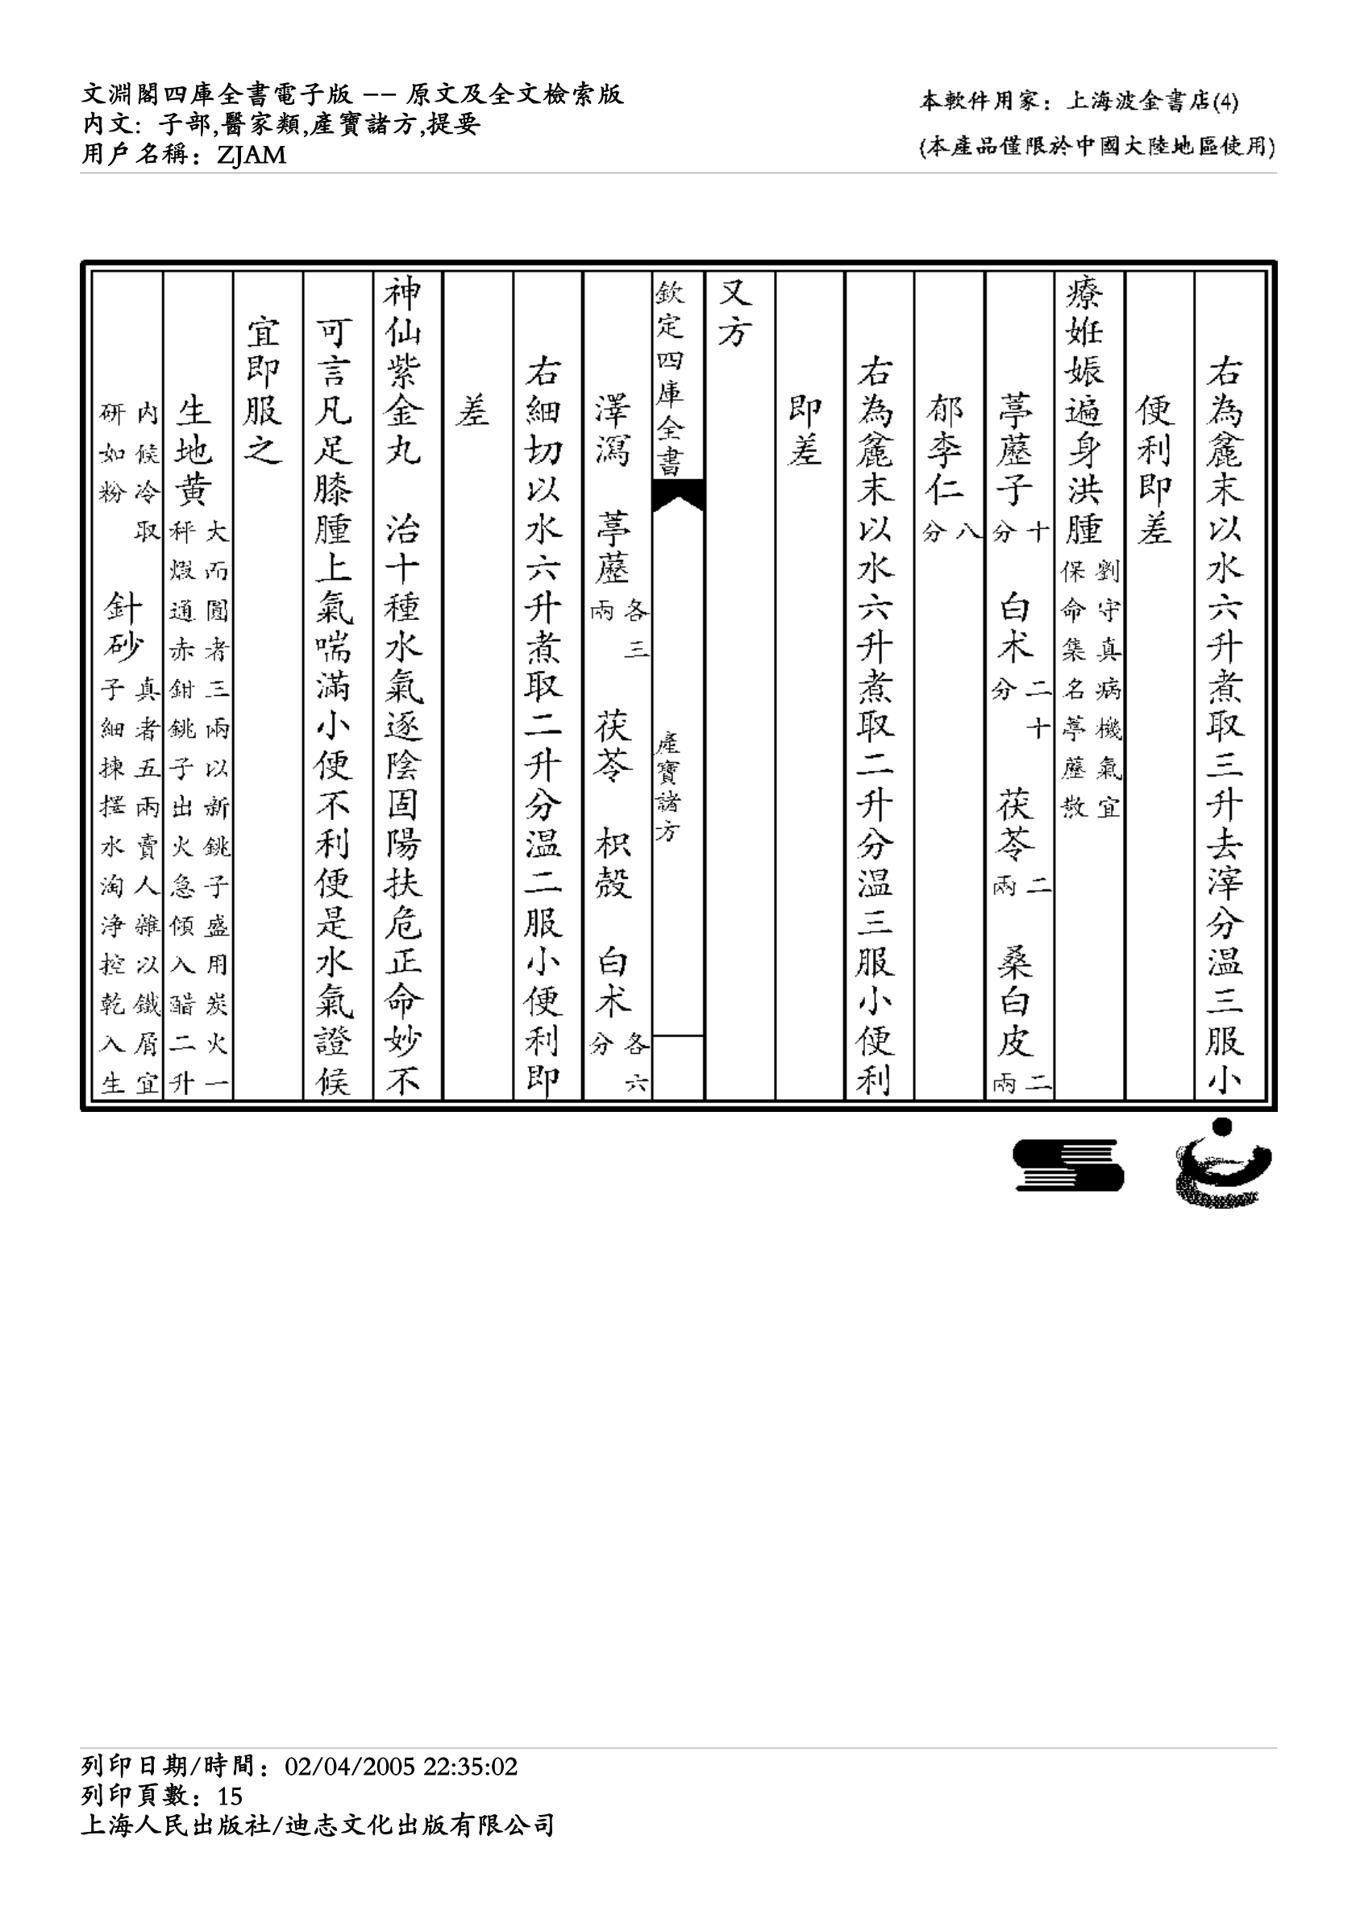 文淵閣四庫全書電子版 —— 原文及全文檢索版
内文：子部,醫家類,產寶諸方,提要
用戶名稱：ZJAM
本軟件用家：上海波金書店(4)
(本產品僅限於中國大陸地區使用)
右為麄末以水六升煮取三升去滓分温三服小
便利即差
療姙娠遍身洪腫劉守真病機氣宜保命集名葶藶散
葶藶子十分 白术二十分 茯苓二兩 桑白皮二兩
郁李仁八分
右為麄末以水六升煮取二升分温三服小便利
即差
又方
欽定四庫全書 產寶諸方
澤瀉 葶藶各三兩 茯苓 枳殻 白术各六分
右細切以水六升煮取二升分温二服小便利即
差
神仙紫金丸 治十種水氣逐陰固陽扶危正命妙不
可言凡足膝腫上氣喘滿小便不利便是水氣證候
宜即服之
生地黄大而圓者三兩以新銚子盛用炭火一秤煆通赤鉗銚子出火急傾入醋二升
内候冷取研如粉 針砂真者五兩賣人雜以鐵屑宜子細揀擇水淘浄控乾入生
列印日期/時間：02/04/2005 22:35:02
列印頁數：15
上海人民出版社/迪志文化出版有限公司